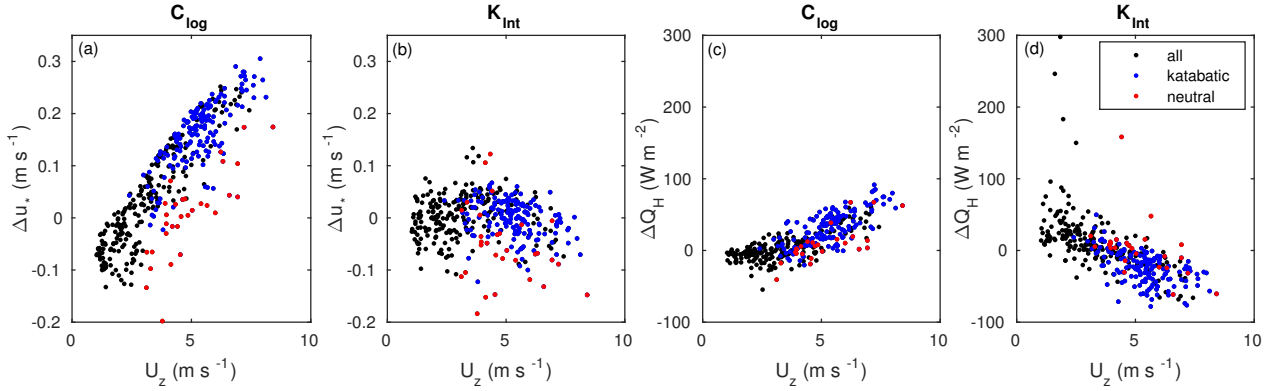 C_log
(a)
Δu_* (m s⁻¹)
0.3
0.2
0.1
0
-0.1
-0.2
0
5
10
U_z (m s⁻¹)
K_Int
(b)
Δu_* (m s⁻¹)
0.3
0.2
0.1
0
-0.1
-0.2
0
5
10
U_z (m s⁻¹)
C_log
(c)
ΔQ_H (W m⁻²)
300
200
100
0
-100
0
5
10
U_z (m s⁻¹)
K_Int
(d)
all
katabatic
neutral
ΔQ_H (W m⁻²)
300
200
100
0
-100
0
5
10
U_z (m s⁻¹)